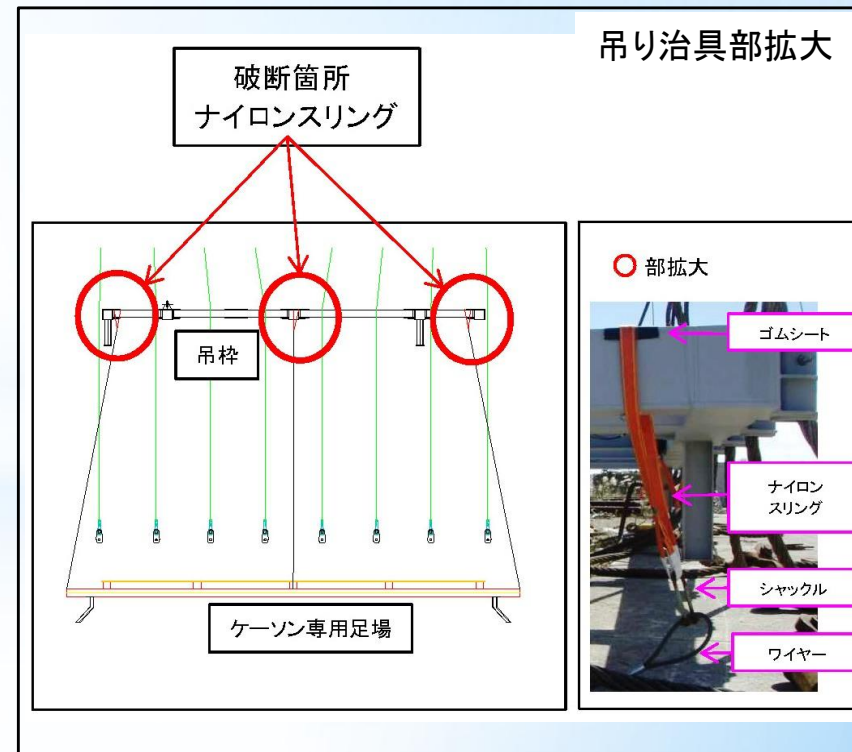 吊り治具部拡大
破断箇所
ナイロンスリング
吊枠
ケーソン専用足場
部拡大
ゴムシート
ナイロン
スリング
シャックル
ワイヤー